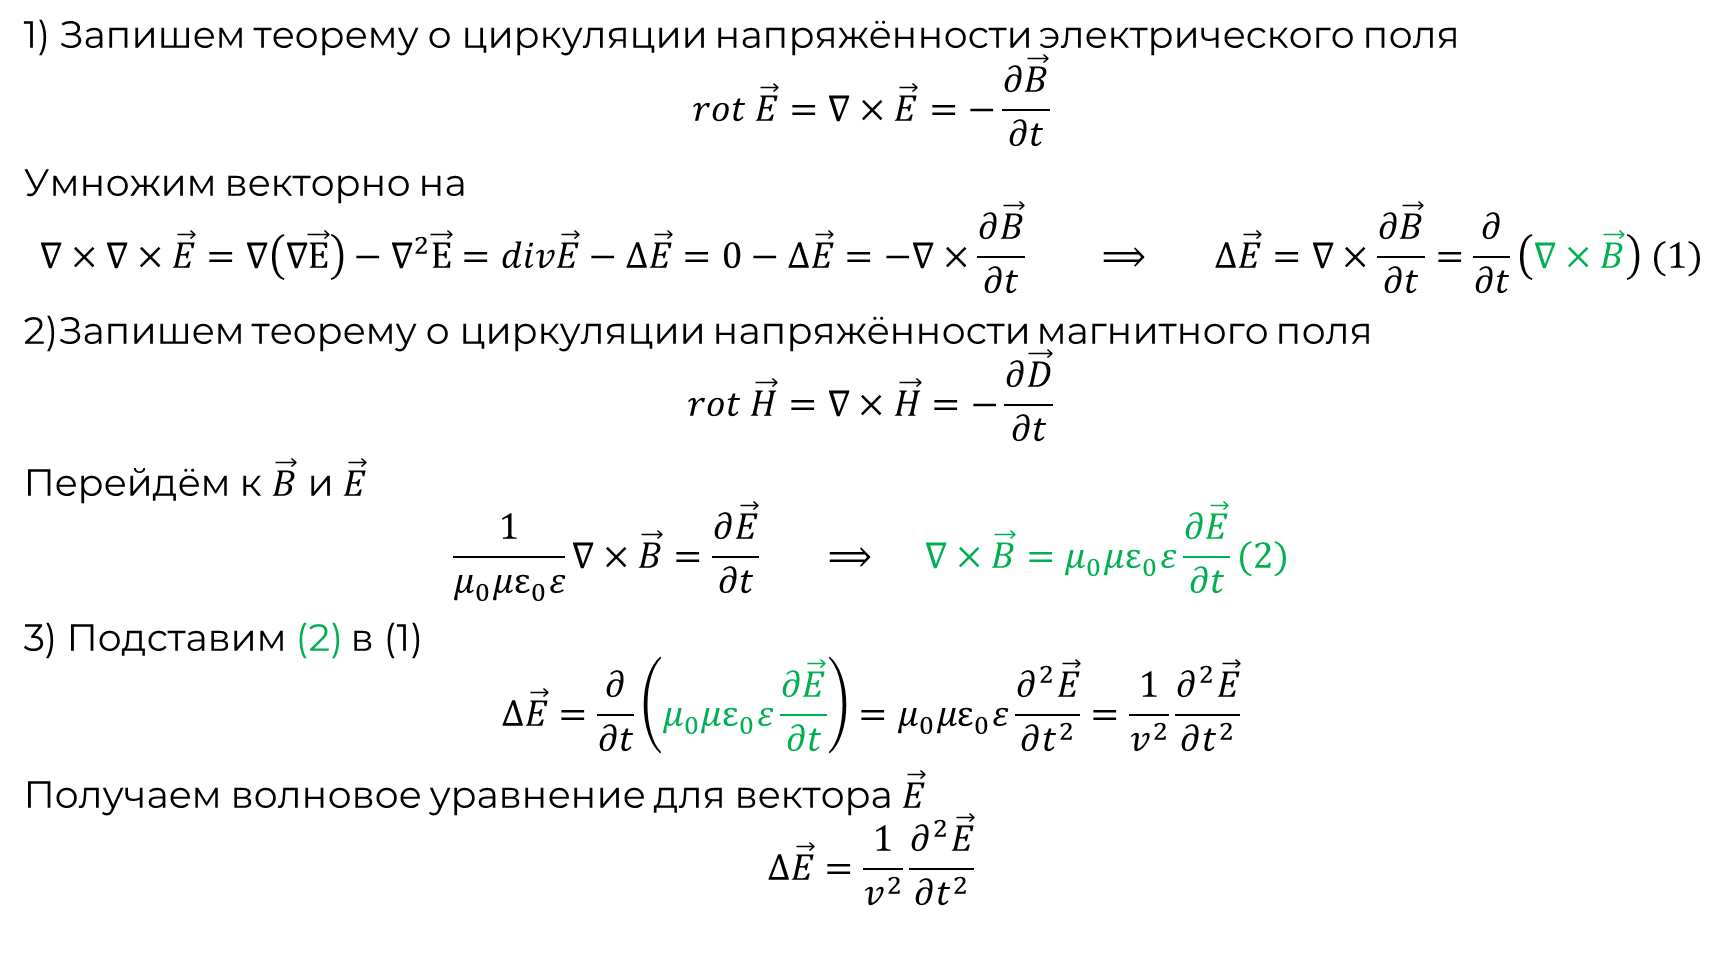 1) Запишем теорему о циркуляции напряжённости электрического поля
rot E⃗ = ∇ × E⃗ = − ∂B⃗/∂t
Умножим векторно на
∇ × ∇ × E⃗ = ∇(∇E⃗) − ∇²E⃗ = divE⃗ − ΔE⃗ = 0 − ΔE⃗ = −∇ × ∂B⃗/∂t ⟹ ΔE⃗ = ∇ × ∂B⃗/∂t = ∂/∂t (∇ × B⃗) (1)
2)Запишем теорему о циркуляции напряжённости магнитного поля
rot H⃗ = ∇ × H⃗ = − ∂D⃗/∂t
Перейдём к B⃗ и E⃗
1/(μ₀με₀ε) ∇ × B⃗ = ∂E⃗/∂t ⟹ ∇ × B⃗ = μ₀με₀ε ∂E⃗/∂t (2)
3) Подставим (2) в (1)
ΔE⃗ = ∂/∂t (μ₀με₀ε ∂E⃗/∂t) = μ₀με₀ε ∂²E⃗/∂t² = 1/v² ∂²E⃗/∂t²
Получаем волновое уравнение для вектора E⃗
ΔE⃗ = 1/v² ∂²E⃗/∂t²